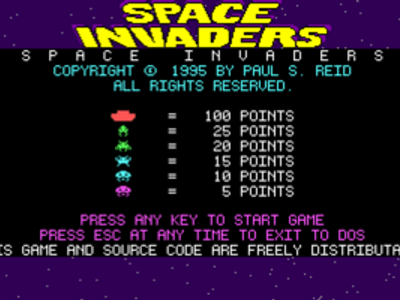 SPACE
INVADERS
S P A C E   I N V A D E R S
COPYRIGHT © 1995 BY PAUL S. REID
ALL RIGHTS RESERVED.
= 100 POINTS
= 25 POINTS
= 20 POINTS
= 15 POINTS
= 10 POINTS
= 5 POINTS
PRESS ANY KEY TO START GAME
PRESS ESC AT ANY TIME TO EXIT TO DOS
IS GAME AND SOURCE CODE ARE FREELY DISTRIBUTA